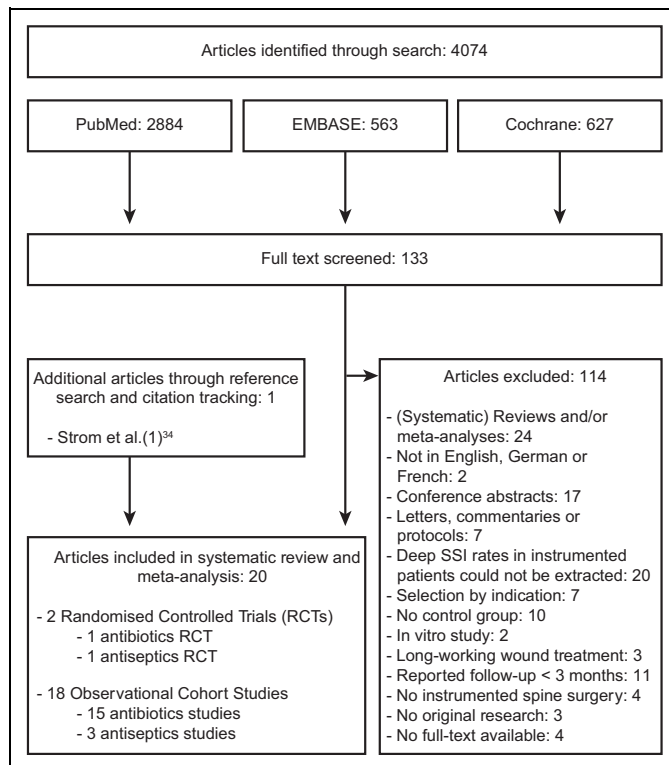 Articles identified through search: 4074
PubMed: 2884
EMBASE: 563
Cochrane: 627
Full text screened: 133
Additional articles through reference
search and citation tracking: 1
- Strom et al.(1)³⁴
Articles excluded: 114
- (Systematic) Reviews and/or
meta-analyses: 24
- Not in English, German or
French: 2
- Conference abstracts: 17
- Letters, commentaries or
protocols: 7
- Deep SSI rates in instrumented
patients could not be extracted: 20
- Selection by indication: 7
- No control group: 10
- In vitro study: 2
- Long-working wound treatment: 3
- Reported follow-up < 3 months: 11
- No instrumented spine surgery: 4
- No original research: 3
- No full-text available: 4
Articles included in systematic review and
meta-analysis: 20
- 2 Randomised Controlled Trials (RCTs)
- 1 antibiotics RCT
- 1 antiseptics RCT
- 18 Observational Cohort Studies
- 15 antibiotics studies
- 3 antiseptics studies